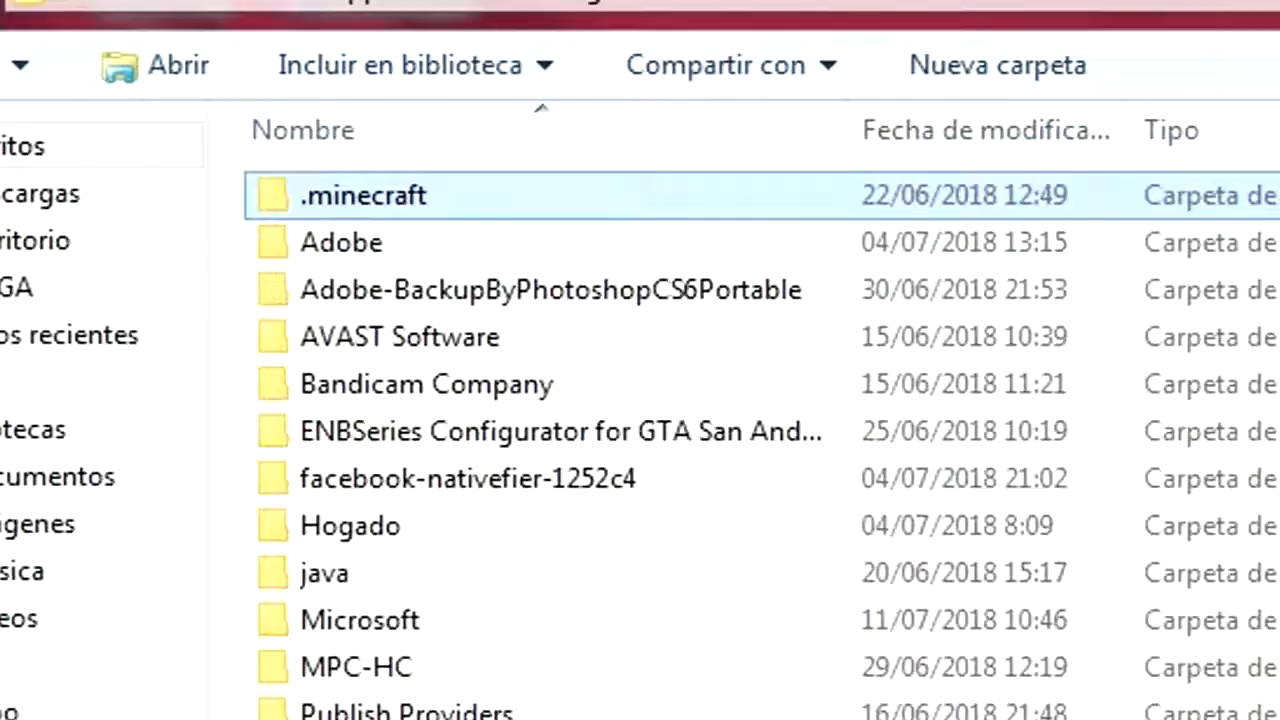 Abrir Incluir en biblioteca Compartir con Nueva carpeta
Nombre Fecha de modifica... Tipo
itos
.minecraft 22/06/2018 12:49 Carpeta de
cargas
Adobe 04/07/2018 13:15 Carpeta de
ritorio
Adobe-BackupByPhotoshopCS6Portable 30/06/2018 21:53 Carpeta de
GA
AVAST Software 15/06/2018 10:39 Carpeta de
os recientes
Bandicam Company 15/06/2018 11:21 Carpeta de
otecas
ENBSeries Configurator for GTA San And... 25/06/2018 10:19 Carpeta de
cumentos
facebook-nativefier-1252c4 04/07/2018 21:02 Carpeta de
ágenes
Hogado 04/07/2018 8:09 Carpeta de
sica
java 20/06/2018 15:17 Carpeta de
eos
Microsoft 11/07/2018 10:46 Carpeta de
MPC-HC 29/06/2018 12:19 Carpeta de
Publish Providers 16/06/2018 21:48 Carpeta de